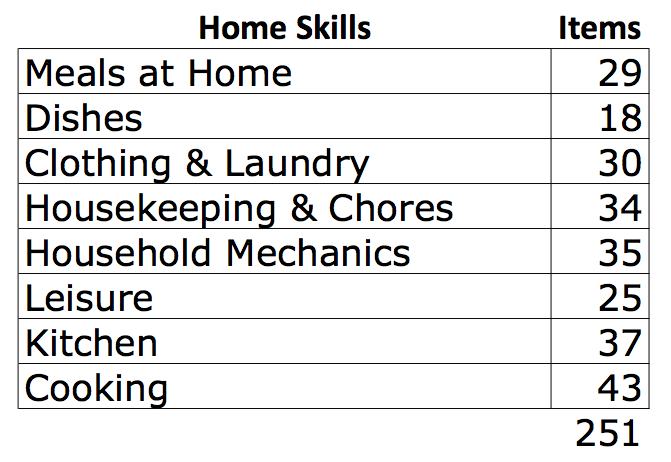 Home Skills Items
Meals at Home 29
Dishes 18
Clothing & Laundry 30
Housekeeping & Chores 34
Household Mechanics 35
Leisure 25
Kitchen 37
Cooking 43
251